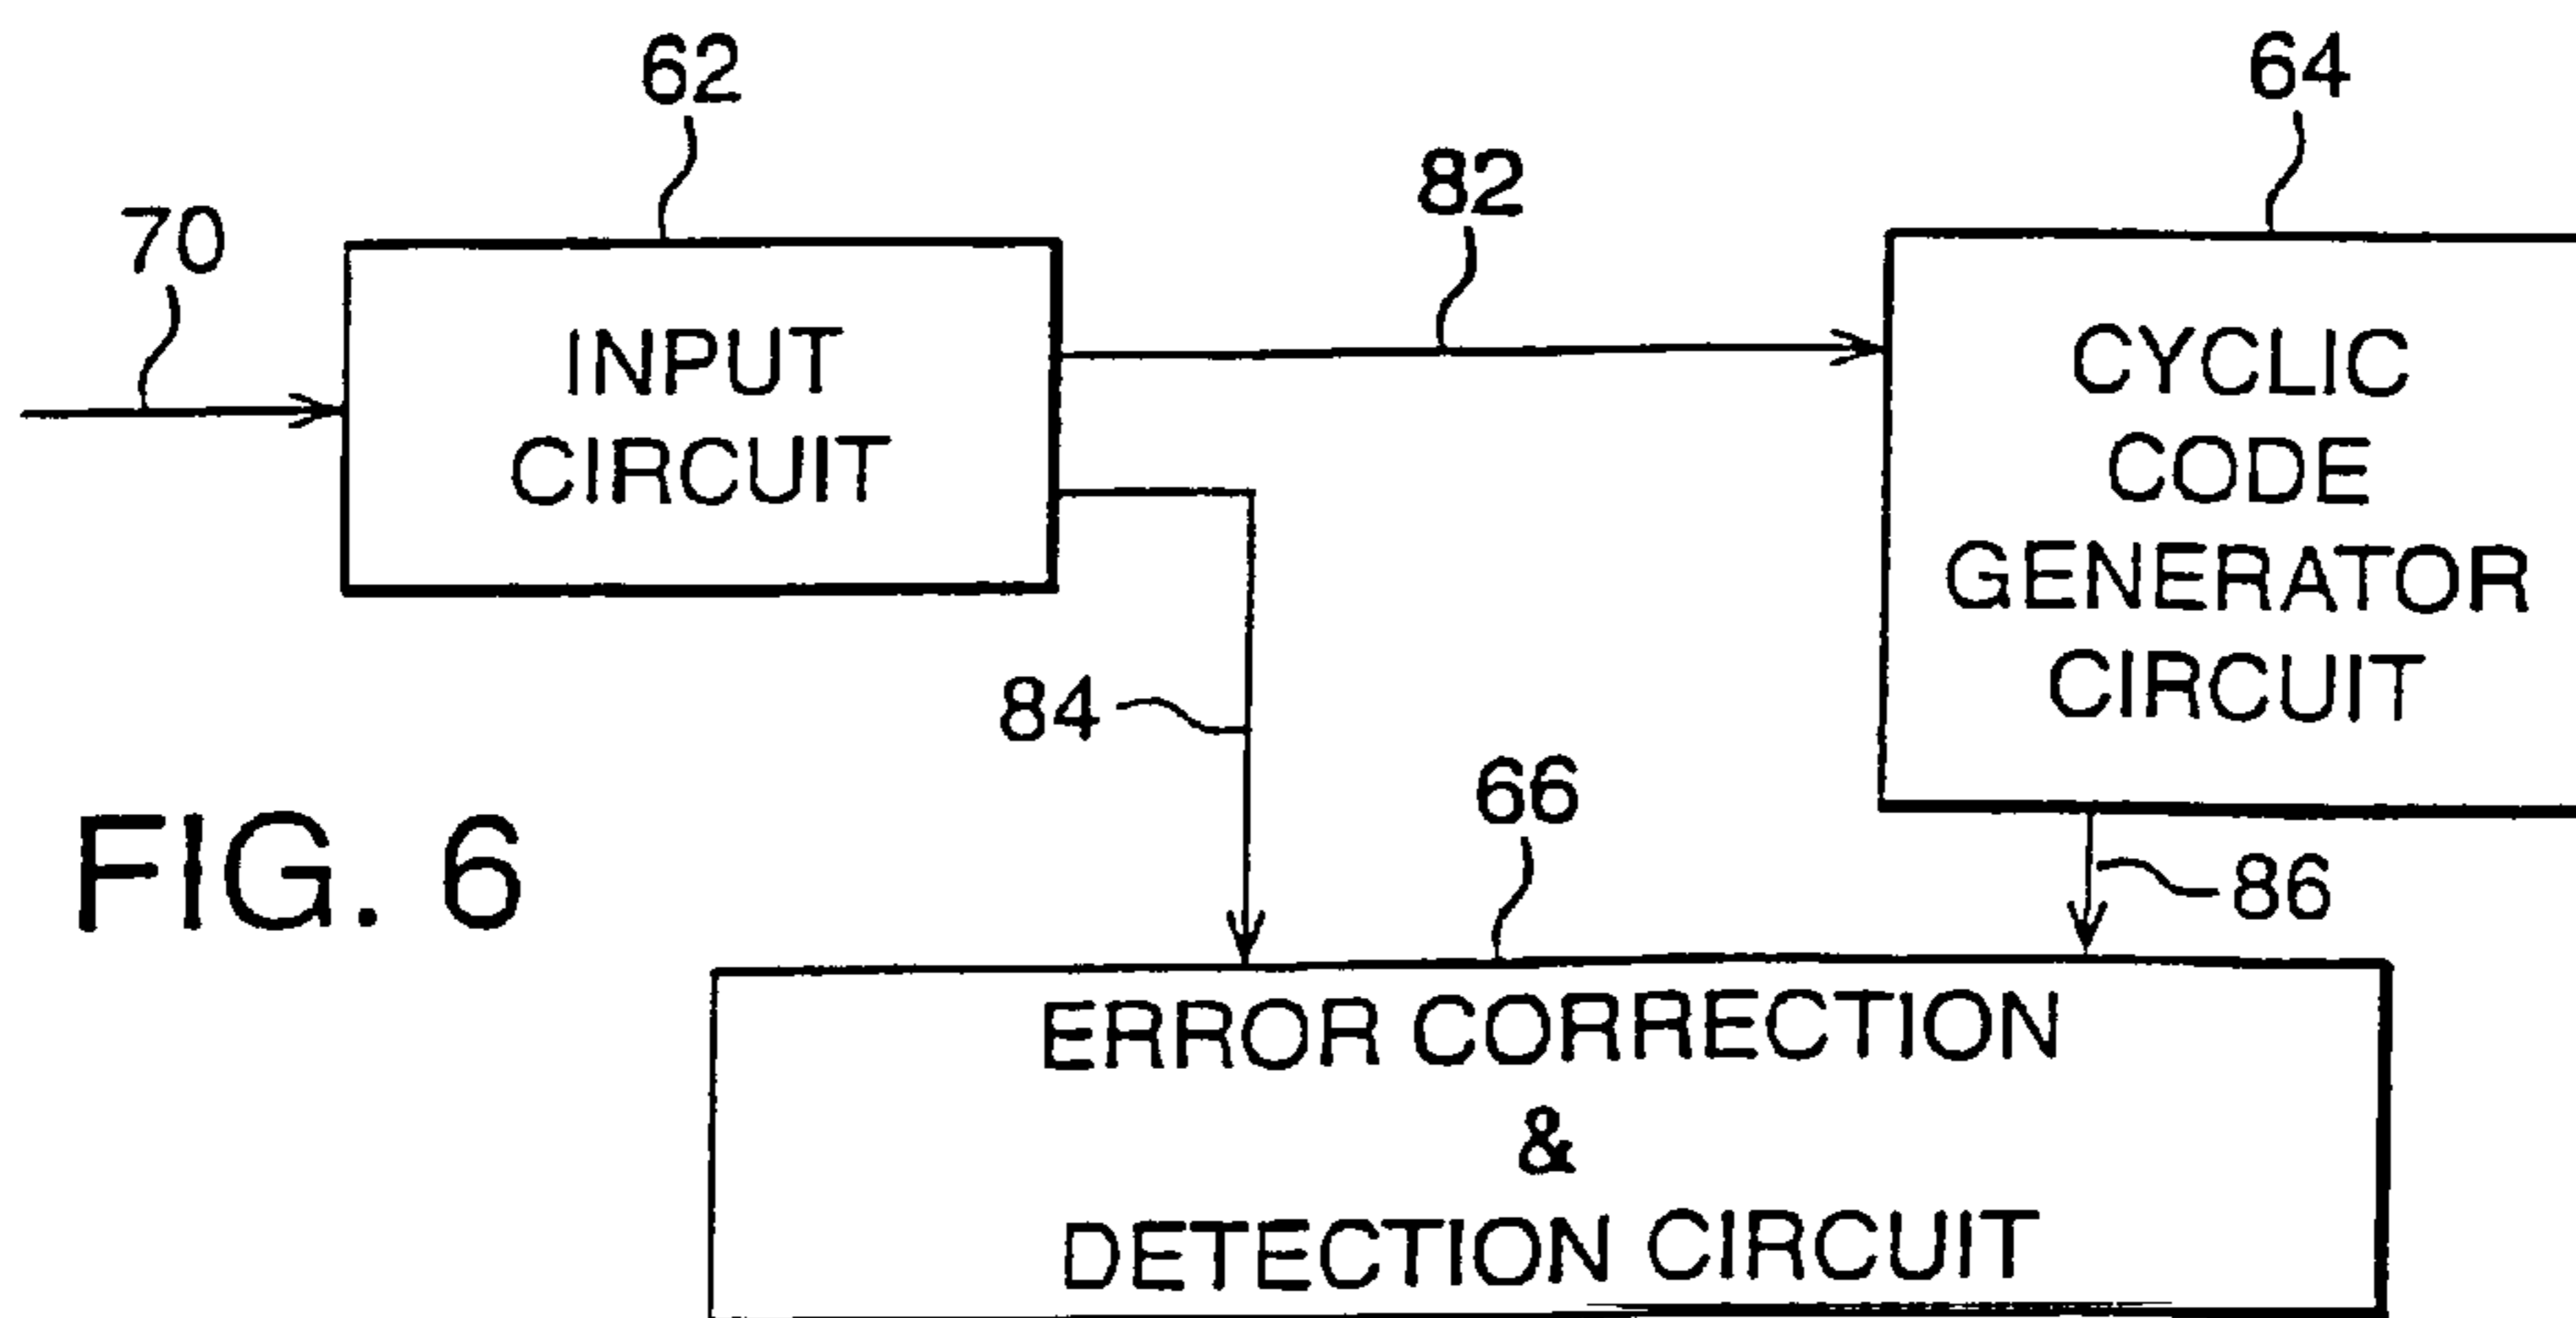 62
64
82
70
INPUT
CIRCUIT
CYCLIC
CODE
GENERATOR
CIRCUIT
84
66
86
FIG. 6
ERROR CORRECTION
&
DETECTION CIRCUIT